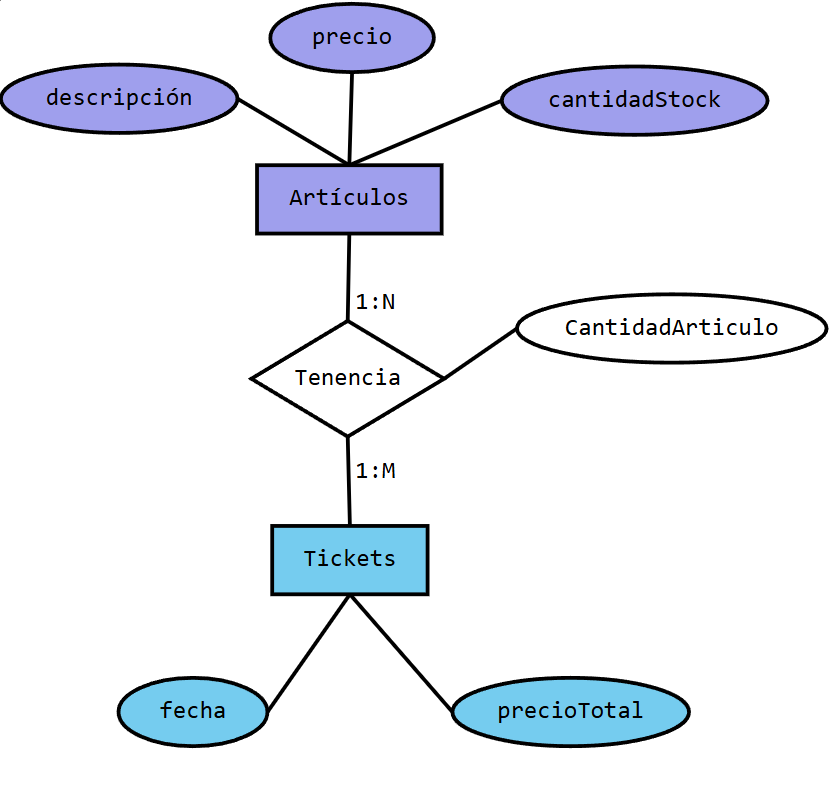 precio
descripción
cantidadStock
Artículos
1:N
CantidadArticulo
Tenencia
1:M
Tickets
fecha
precioTotal